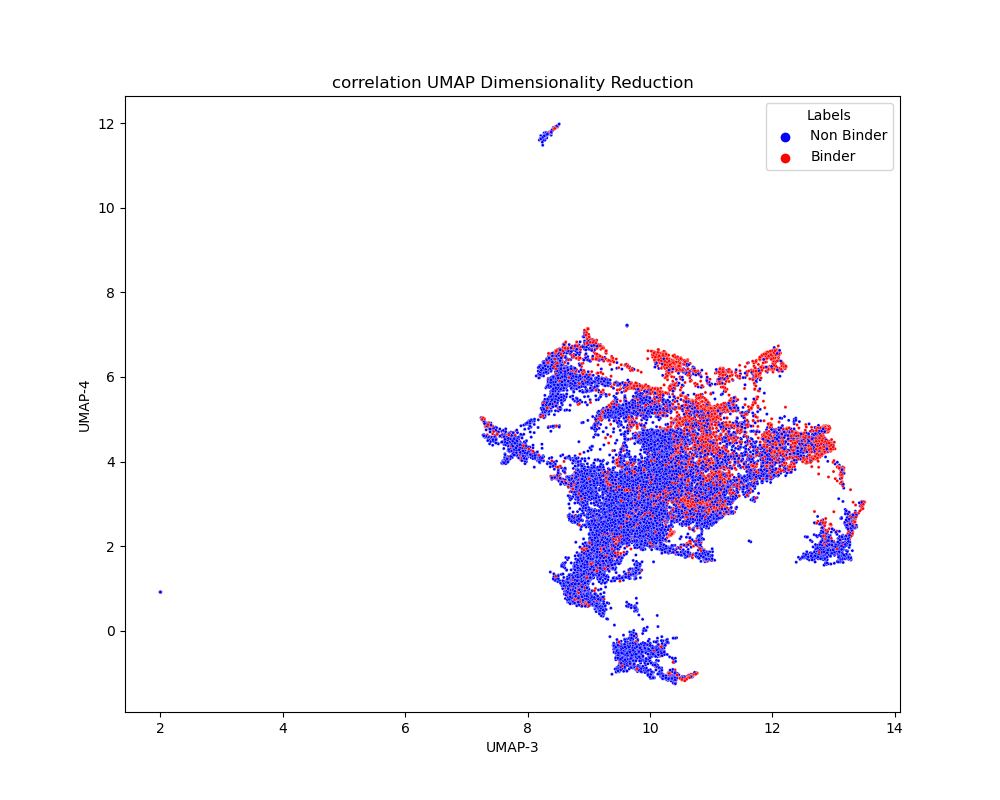 correlation UMAP Dimensionality Reduction
Labels
Non Binder
Binder
12
10
8
6
4
2
0
UMAP-4
2 4 6 8 10 12 14
UMAP-3